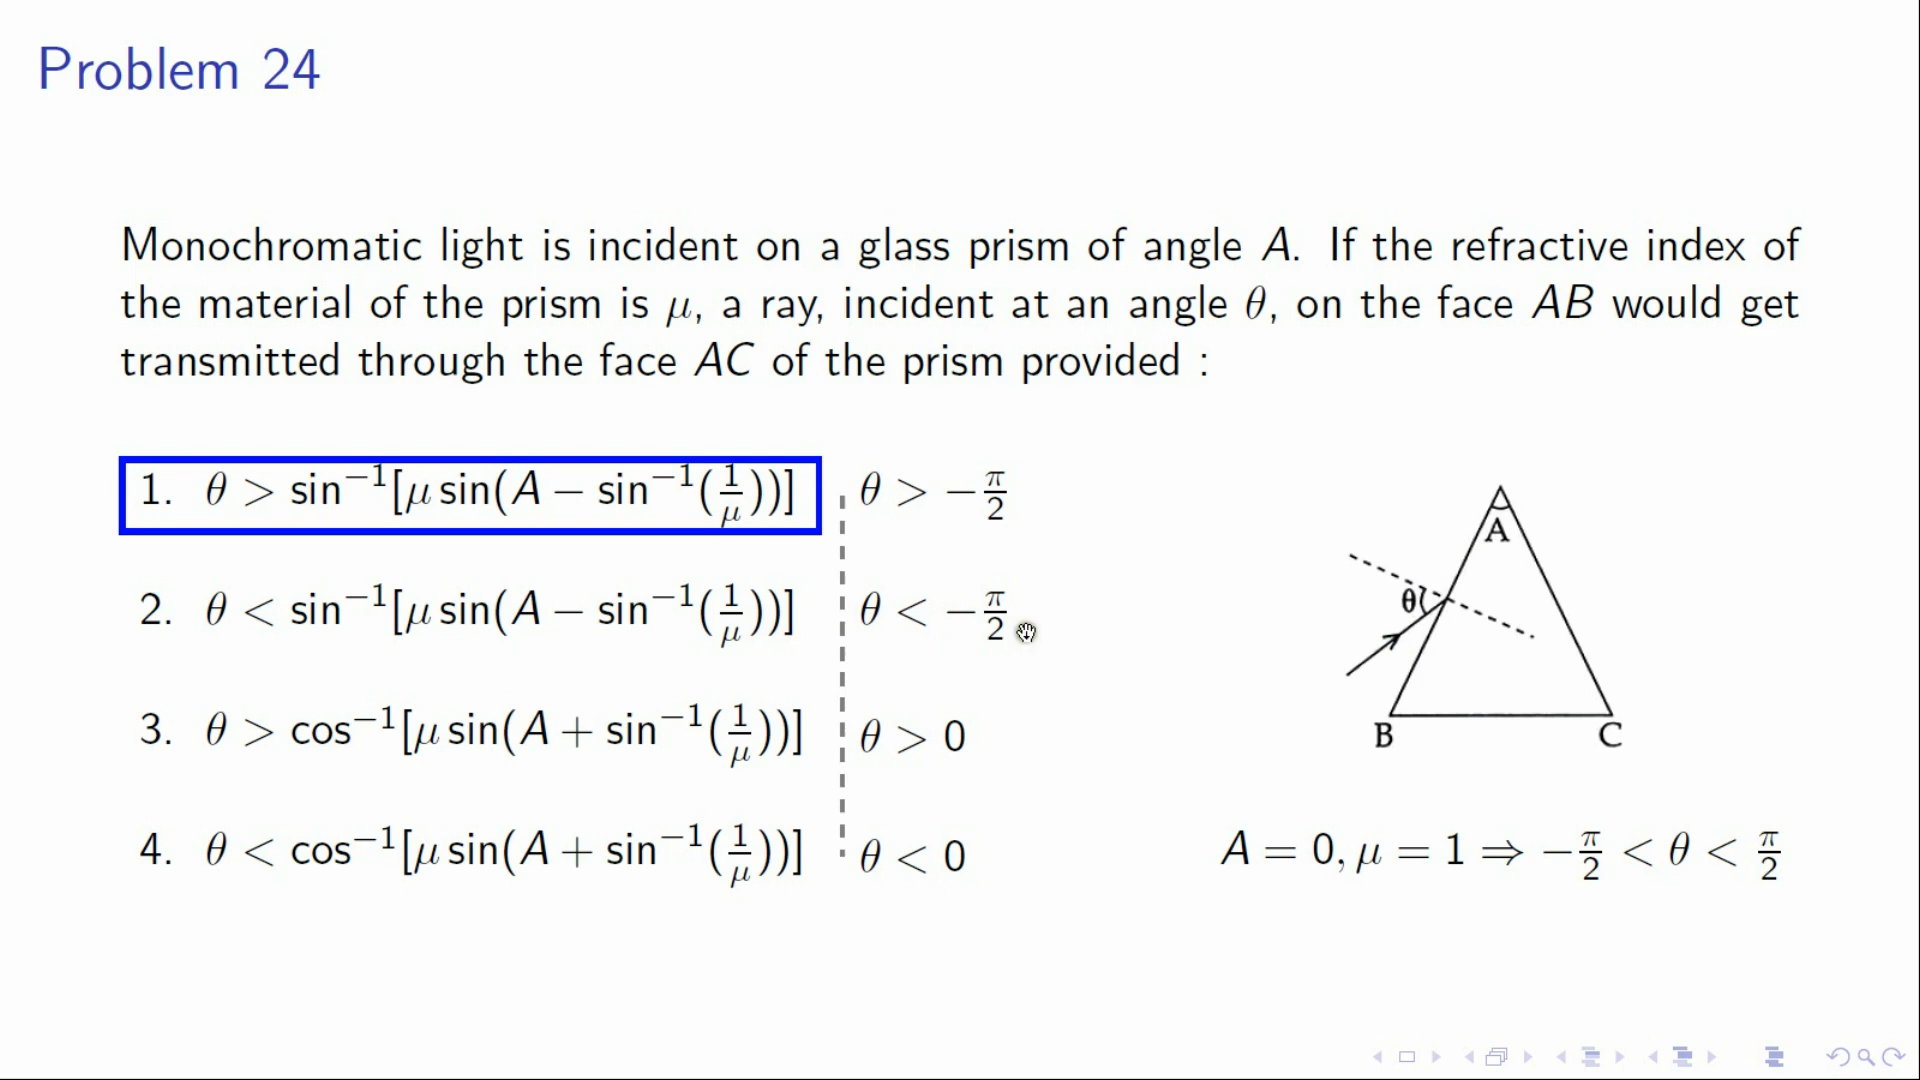 Problem 24
Monochromatic light is incident on a glass prism of angle A. If the refractive index of
the material of the prism is μ, a ray, incident at an angle θ, on the face AB would get
transmitted through the face AC of the prism provided :
1. θ > sin⁻¹[μ sin(A − sin⁻¹(1/μ))] θ > −π/2
2. θ < sin⁻¹[μ sin(A − sin⁻¹(1/μ))] θ < −π/2
3. θ > cos⁻¹[μ sin(A + sin⁻¹(1/μ))] θ > 0
4. θ < cos⁻¹[μ sin(A + sin⁻¹(1/μ))] θ < 0
A
θ
B C
A = 0, μ = 1 ⇒ −π/2 < θ < π/2